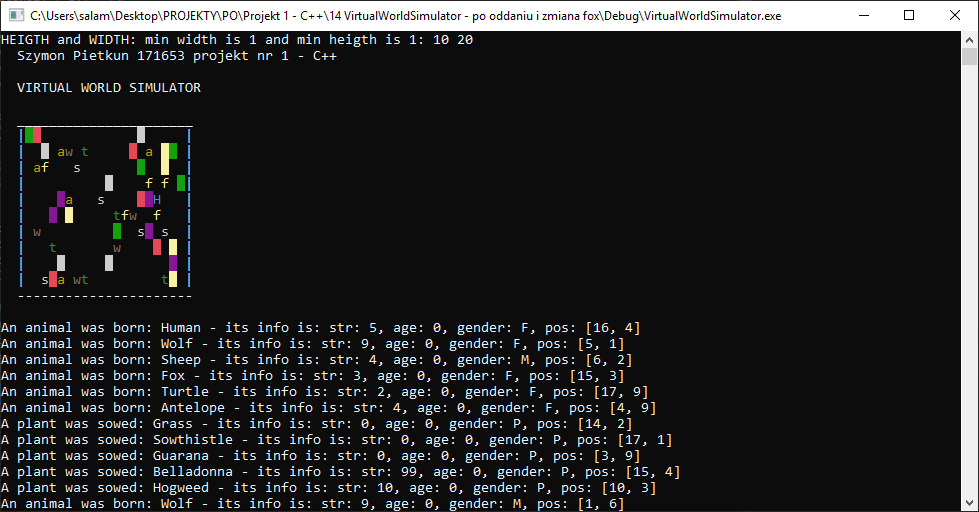 C:\Users\salam\Desktop\PROJEKTY\PO\Projekt 1 - C++\14 VirtualWorldSimulator - po oddaniu i zmiana fox\Debug\VirtualWorldSimulator.exe
HEIGTH and WIDTH: min width is 1 and min heigth is 1: 10 20
Szymon Pietkun 171653 projekt nr 1 - C++
VIRTUAL WORLD SIMULATOR
______________________
| |
| aw t a |
| af s |
| f f |
| a s H |
| tfw f |
| w s s |
| t w |
| |
| s a wt t |
----------------------
An animal was born: Human - its info is: str: 5, age: 0, gender: F, pos: [16, 4]
An animal was born: Wolf - its info is: str: 9, age: 0, gender: F, pos: [5, 1]
An animal was born: Sheep - its info is: str: 4, age: 0, gender: M, pos: [6, 2]
An animal was born: Fox - its info is: str: 3, age: 0, gender: F, pos: [15, 3]
An animal was born: Turtle - its info is: str: 2, age: 0, gender: F, pos: [17, 9]
An animal was born: Antelope - its info is: str: 4, age: 0, gender: F, pos: [4, 9]
A plant was sowed: Grass - its info is: str: 0, age: 0, gender: P, pos: [14, 2]
A plant was sowed: Sowthistle - its info is: str: 0, age: 0, gender: P, pos: [17, 1]
A plant was sowed: Guarana - its info is: str: 0, age: 0, gender: P, pos: [3, 9]
A plant was sowed: Belladonna - its info is: str: 99, age: 0, gender: P, pos: [15, 4]
A plant was sowed: Hogweed - its info is: str: 10, age: 0, gender: P, pos: [10, 3]
An animal was born: Wolf - its info is: str: 9, age: 0, gender: M, pos: [1, 6]